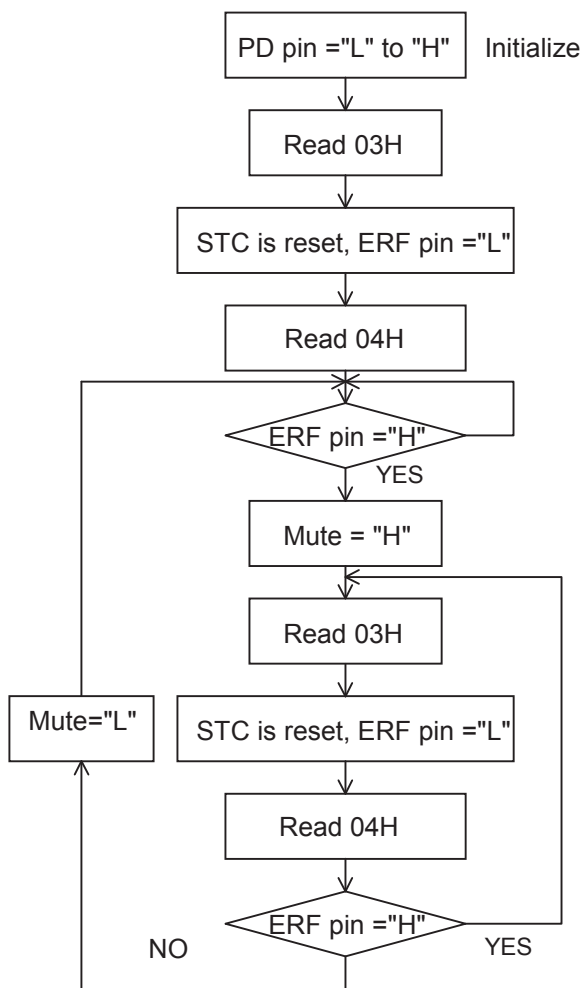 PD pin ="L" to "H"
Initialize
Read 03H
STC is reset, ERF pin ="L"
Read 04H
ERF pin ="H"
YES
Mute = "H"
Read 03H
Mute="L"
STC is reset, ERF pin ="L"
Read 04H
ERF pin ="H"
NO
YES